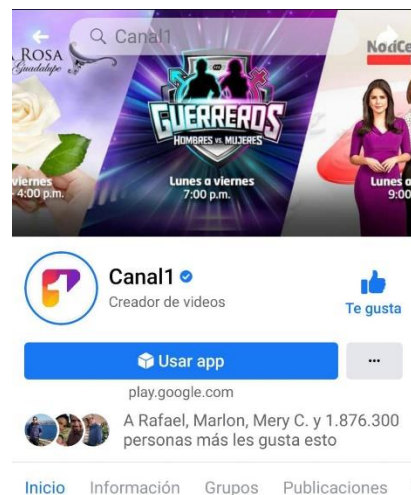 Canal1
ROSA
Guadalupe
NotiCe
GUERREROS
HOMBRES VS. MUJERES
viernes
4:00 p.m.
Lunes a viernes
7:00 p.m.
Lunes a
9:00
Canal1
Creador de videos
Te gusta
Usar app
...
play.google.com
A Rafael, Marlon, Mery C. y 1.876.300
personas más les gusta esto
Inicio Información Grupos Publicaciones